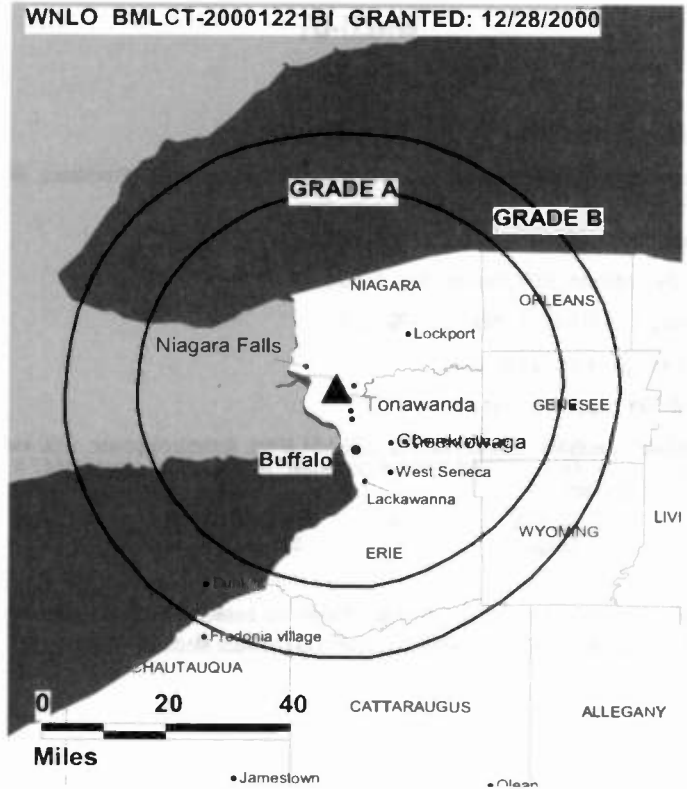 WNLO BMLCT-20001221BI GRANTED: 12/28/2000
GRADE A
GRADE B
NIAGARA
ORLEANS
Lockport
Niagara Falls
Tonawanda
GENESEE
Cheektowaga
Buffalo
West Seneca
Lackawanna
LIVI
WYOMING
ERIE
Fredonia village
CHAUTAUQUA
0 20 40
CATTARAUGUS
ALLEGANY
Miles
Jamestown
Olean